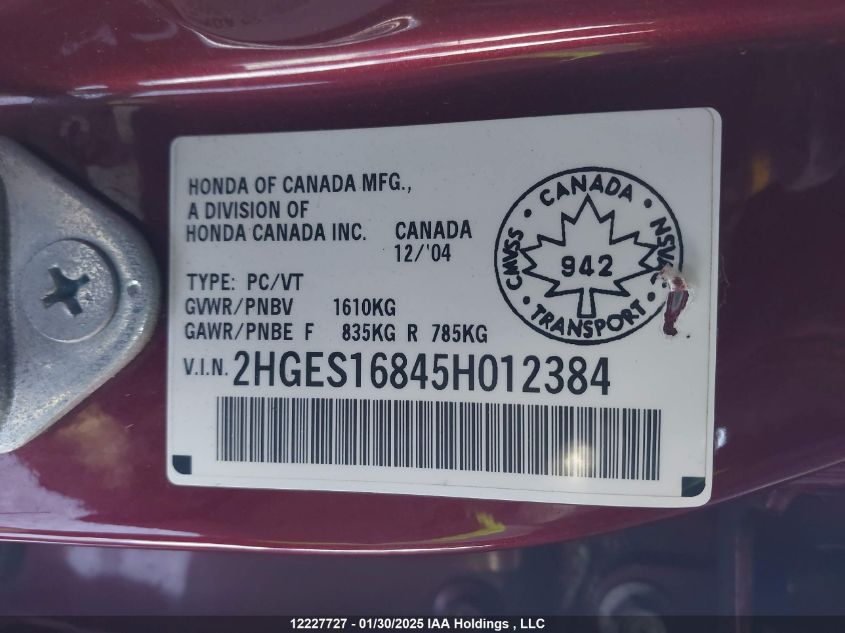 HONDA OF CANADA MFG.,
A DIVISION OF
HONDA CANADA INC. CANADA
12/'04
TYPE: PC/VT
GVWR/PNBV 1610KG
GAWR/PNBE F 835KG R 785KG
V.I.N. 2HGES16845H012384
· CANADA ·
CMVSS
942
· TRANSPORT ·
12227727 - 01/30/2025 IAA Holdings , LLC